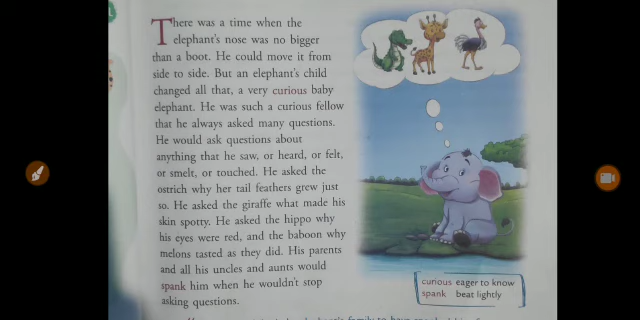 There was a time when the
elephant's nose was no bigger
than a boot. He could move it from
side to side. But an elephant's child
changed all that, a very curious baby
elephant. He was such a curious fellow
that he always asked many questions.
He would ask questions about
anything that he saw, or heard, or felt,
or smelt, or touched. He asked the
ostrich why her tail feathers grew just
so. He asked the giraffe what made his
skin spotty. He asked the hippo why
his eyes were red, and the baboon why
melons tasted as they did. His parents
and all his uncles and aunts would
spank him when he wouldn't stop
asking questions.
curious eager to know
spank beat lightly